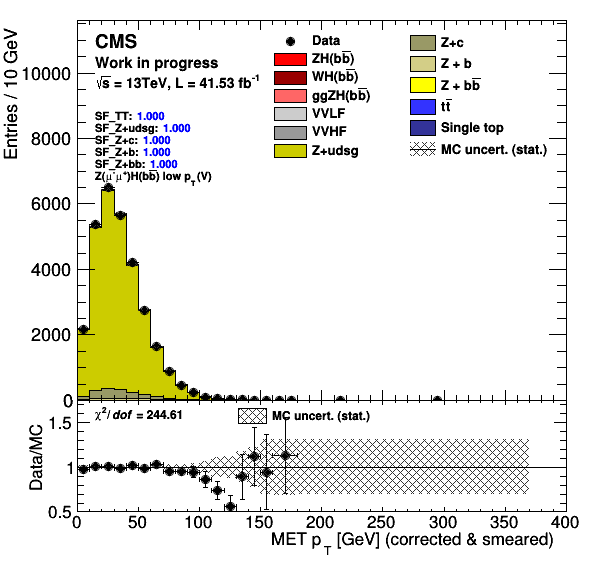 Entries / 10 GeV
10000
8000
6000
4000
2000
0
CMS
Work in progress
√s = 13TeV, L = 41.53 fb⁻¹
SF_TT: 1.000
SF_Z+udsg: 1.000
SF_Z+c: 1.000
SF_Z+b: 1.000
SF_Z+bb: 1.000
Z(μ⁻μ⁺)H(bb̅) low p_T(V)
Data
ZH(bb̅)
WH(bb̅)
ggZH(bb̅)
VVLF
VVHF
Z+udsg
Z+c
Z + b
Z + bb̅
tt̅
Single top
MC uncert. (stat.)
Data/MC
1.5
1
0.5
χ²/dof = 244.61
MC uncert. (stat.)
0 50 100 150 200 250 300 350 400
MET p_T [GeV] (corrected & smeared)